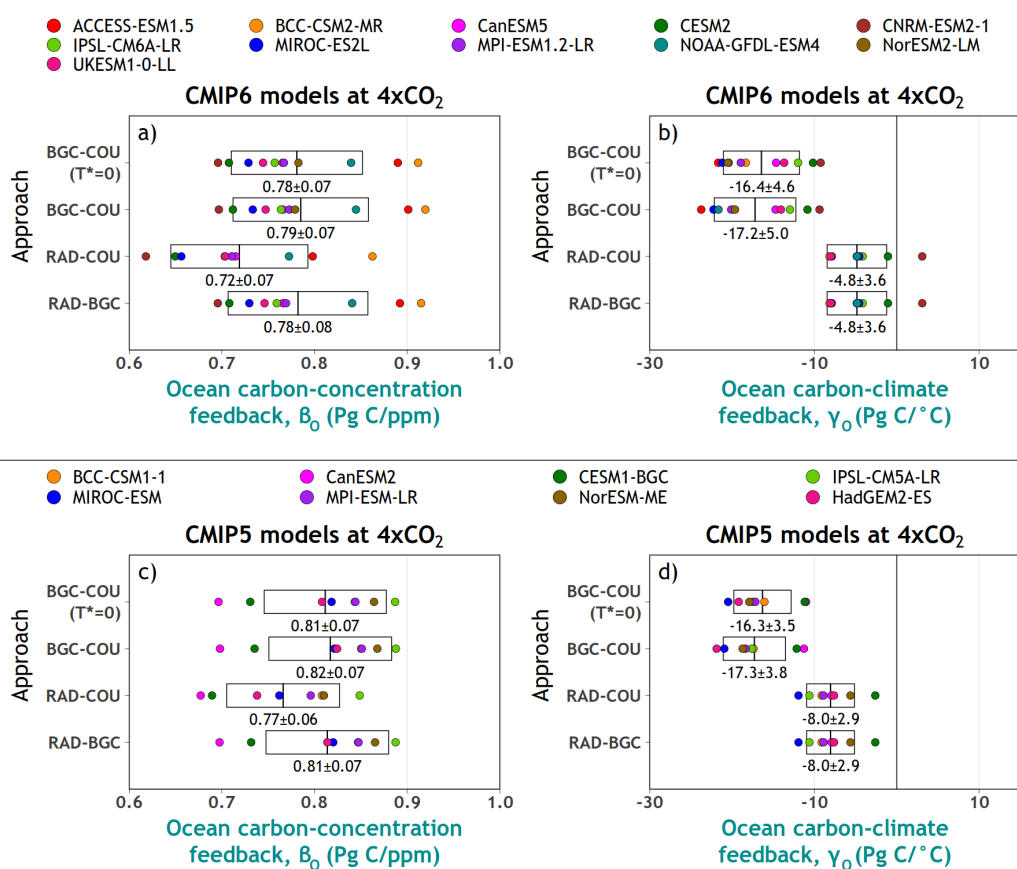 ACCESS-ESM1.5 BCC-CSM2-MR CanESM5 CESM2 CNRM-ESM2-1
IPSL-CM6A-LR MIROC-ES2L MPI-ESM1.2-LR NOAA-GFDL-ESM4 NorESM2-LM
UKESM1-0-LL
CMIP6 models at 4xCO₂
a)
Approach
BGC-COU
(T*=0)
0.78±0.07
BGC-COU
0.79±0.07
RAD-COU
0.72±0.07
RAD-BGC
0.78±0.08
0.6 0.7 0.8 0.9 1.0
Ocean carbon-concentration
feedback, β₀ (Pg C/ppm)
CMIP6 models at 4xCO₂
b)
Approach
BGC-COU
(T*=0)
-16.4±4.6
BGC-COU
-17.2±5.0
RAD-COU
-4.8±3.6
RAD-BGC
-4.8±3.6
-30 -10 10
Ocean carbon-climate
feedback, γ₀ (Pg C/°C)
BCC-CSM1-1 CanESM2 CESM1-BGC IPSL-CM5A-LR
MIROC-ESM MPI-ESM-LR NorESM-ME HadGEM2-ES
CMIP5 models at 4xCO₂
c)
Approach
BGC-COU
(T*=0)
0.81±0.07
BGC-COU
0.82±0.07
RAD-COU
0.77±0.06
RAD-BGC
0.81±0.07
0.6 0.7 0.8 0.9 1.0
Ocean carbon-concentration
feedback, β₀ (Pg C/ppm)
CMIP5 models at 4xCO₂
d)
Approach
BGC-COU
(T*=0)
-16.3±3.5
BGC-COU
-17.3±3.8
RAD-COU
-8.0±2.9
RAD-BGC
-8.0±2.9
-30 -10 10
Ocean carbon-climate
feedback, γ₀ (Pg C/°C)